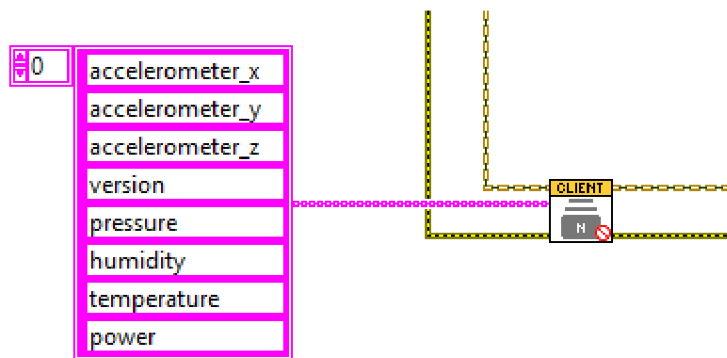 0
accelerometer_x
accelerometer_y
accelerometer_z
version
pressure
humidity
temperature
power
CLIENT
N